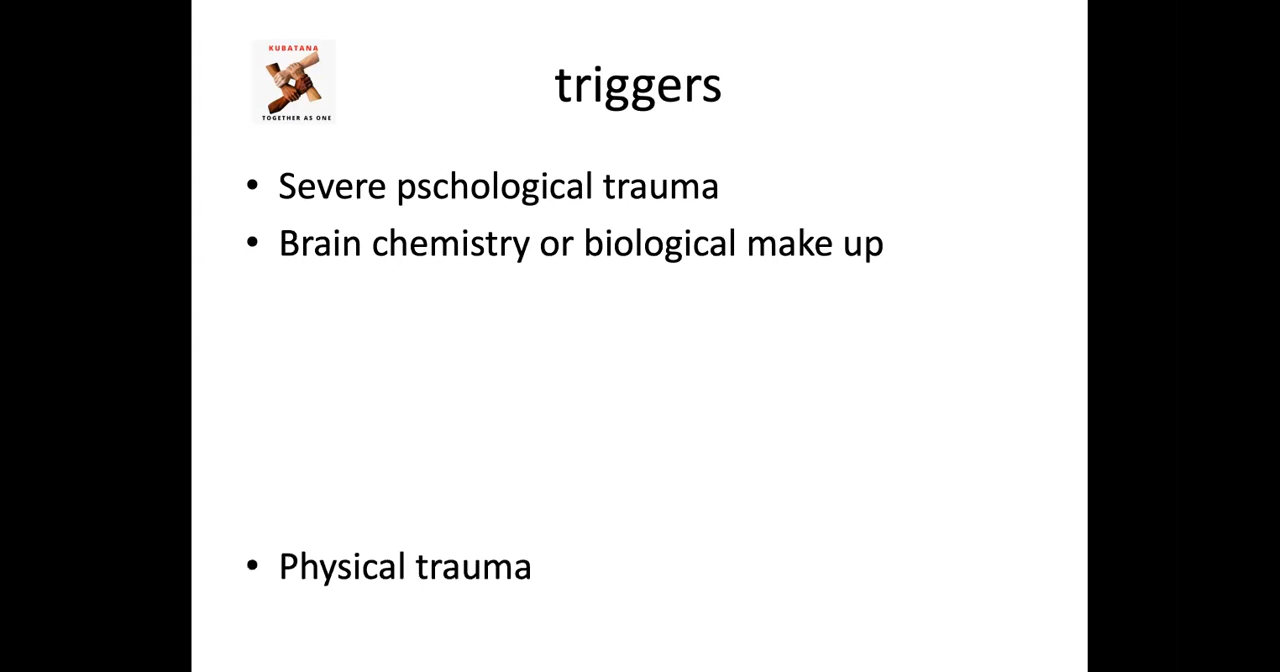 KUBATANA
TOGETHER AS ONE
triggers
• Severe pschological trauma
• Brain chemistry or biological make up
• Physical trauma